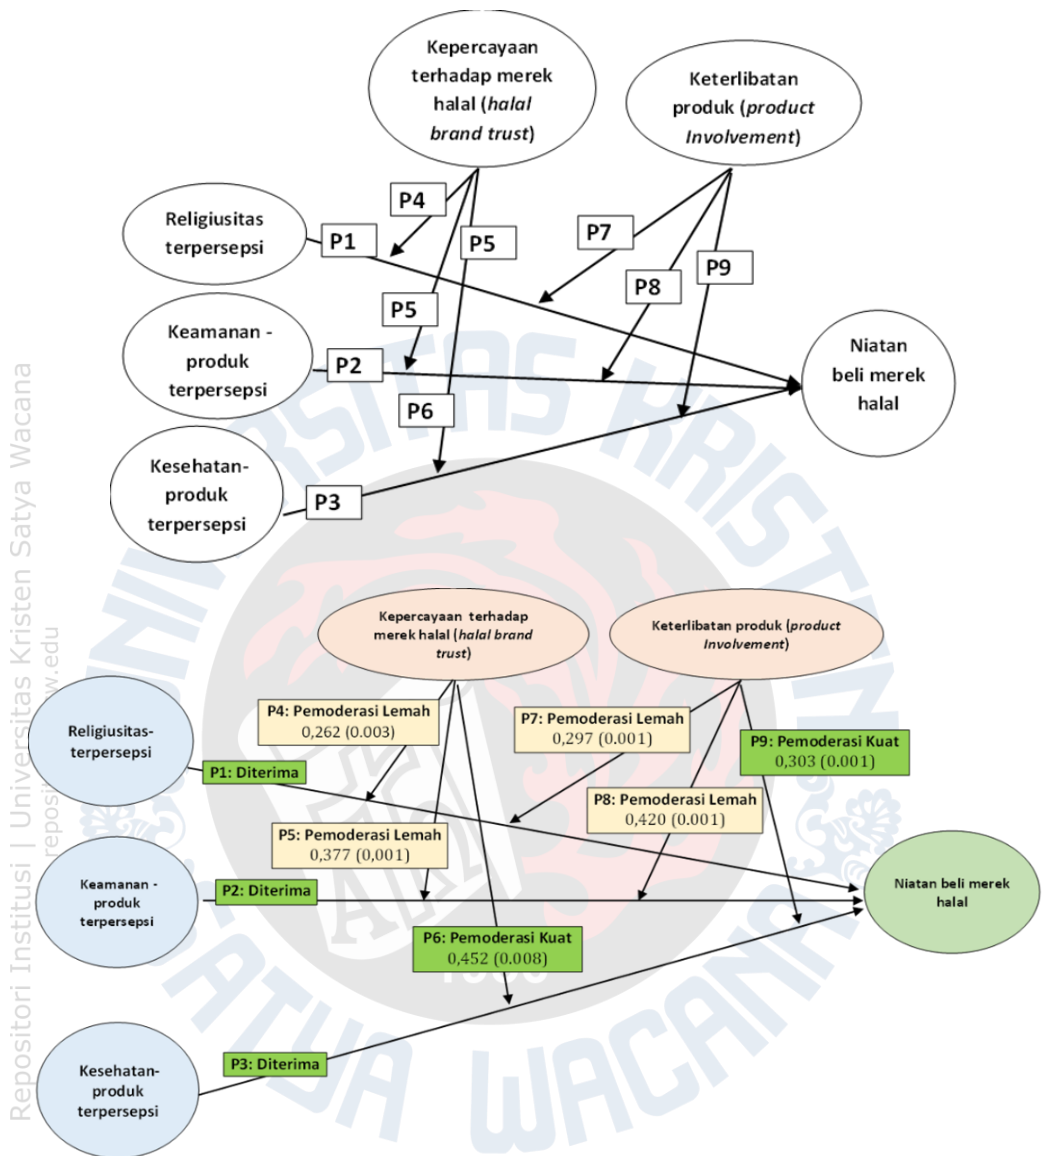 Kepercayaan
terhadap merek
halal (halal
brand trust)
Keterlibatan
produk (product
Involvement)
Religiusitas
terpersepsi
P4
P1
P5
P7
P9
P8
Keamanan -
produk
terpersepsi
P5
P2
Niatan
beli merek
halal
P6
Kesehatan-
produk
terpersepsi
P3
Kepercayaan terhadap
merek halal (halal brand
trust)
Keterlibatan produk (product
Involvement)
Religiusitas-
terpersepsi
P4: Pemoderasi Lemah
0,262 (0.003)
P7: Pemoderasi Lemah
0,297 (0.001)
P9: Pemoderasi Kuat
0,303 (0.001)
P1: Diterima
P8: Pemoderasi Lemah
0,420 (0.001)
P5: Pemoderasi Lemah
0,377 (0,001)
Keamanan -
produk
terpersepsi
P2: Diterima
Niatan beli merek
halal
P6: Pemoderasi Kuat
0,452 (0.008)
P3: Diterima
Kesehatan-
produk
terpersepsi
Repositori Institusi | Universitas Kristen Satya Wacana
UNIVERSITAS KRISTEN
SATYA WACANA